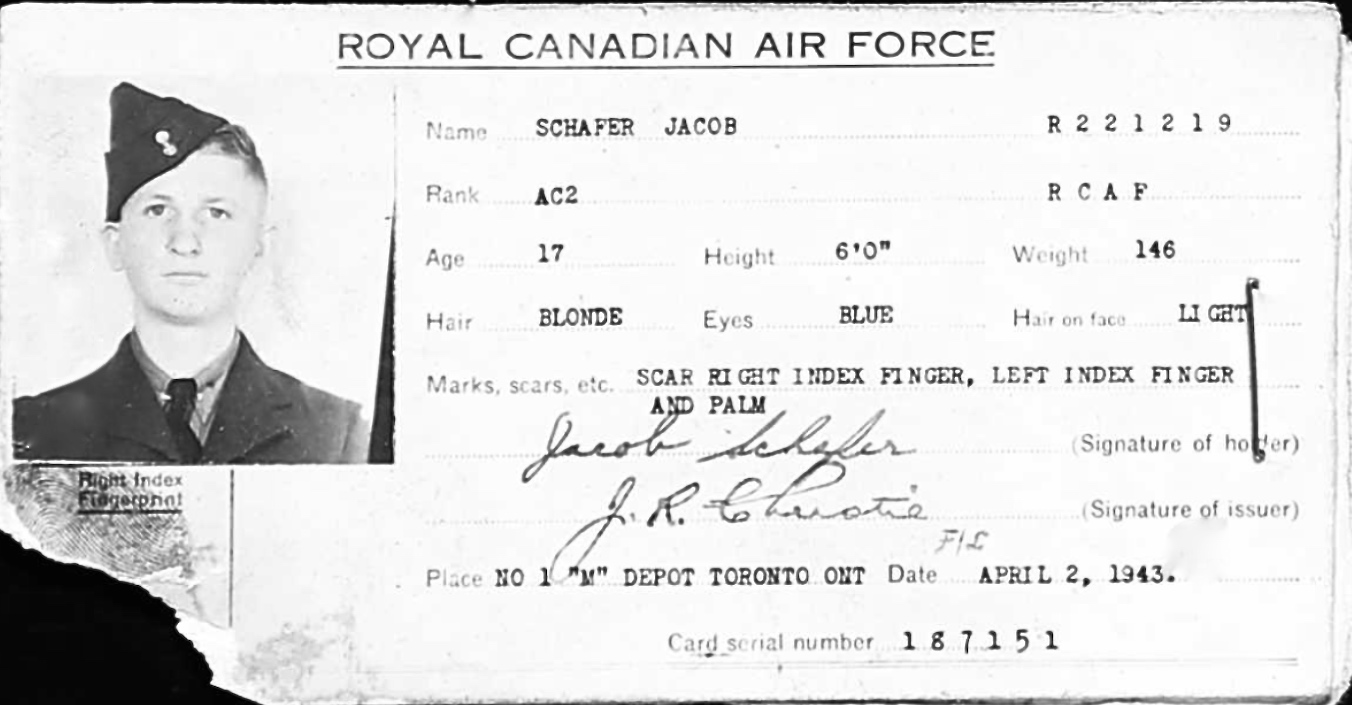 ROYAL CANADIAN AIR FORCE
Name SCHAFER JACOB R 2 2 1 2 1 9
Rank AC2 R C A F
Age 17 Height 6'0" Weight 146
Hair BLONDE Eyes BLUE Hair on face LIGHT
Marks, scars, etc. SCAR RIGHT INDEX FINGER, LEFT INDEX FINGER
AND PALM
Jacob Schafer (Signature of holder)
Right Index
Fingerprint
J. R. Christie (Signature of issuer)
F/L
Place NO 1 "M" DEPOT TORONTO ONT Date APRIL 2, 1943.
Card serial number 1 8 7 1 5 1